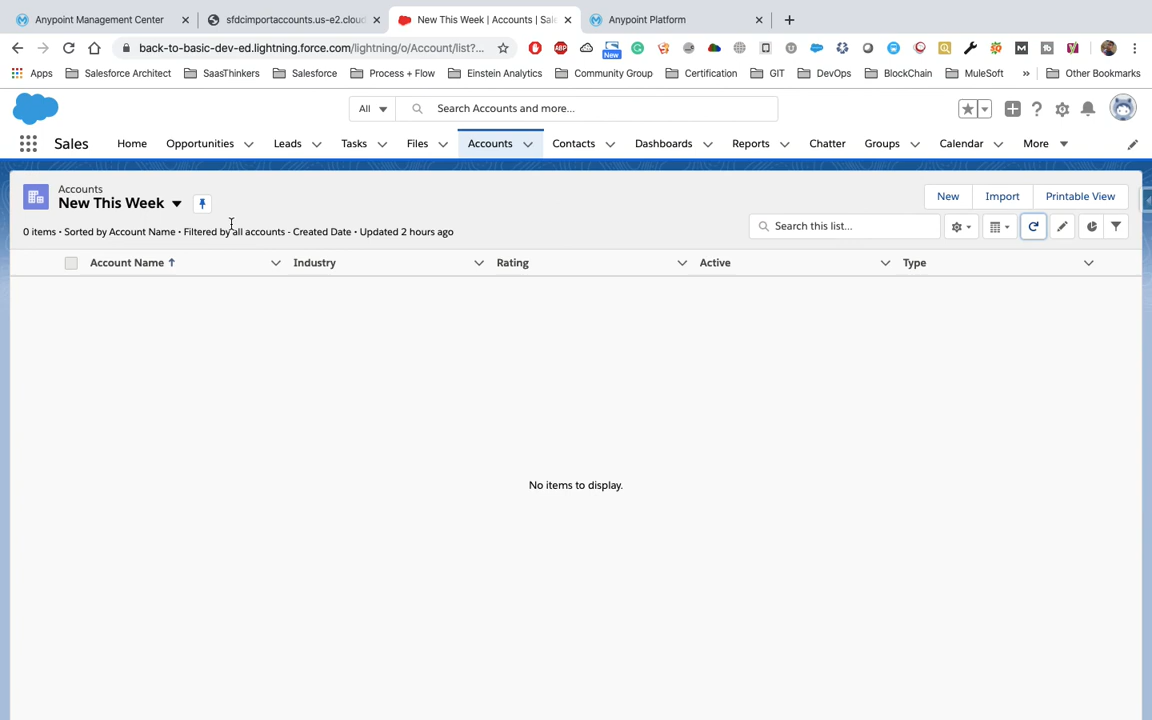 Anypoint Management Center
sfdcimportaccounts.us-e2.cloud
New This Week | Accounts | Sale
Anypoint Platform
back-to-basic-dev-ed.lightning.force.com/lightning/o/Account/list?...
ABP
New
Apps
Salesforce Architect
SaasThinkers
Salesforce
Process + Flow
Einstein Analytics
Community Group
Certification
GIT
DevOps
BlockChain
MuleSoft
»
Other Bookmarks
All
Search Accounts and more...
Sales
Home
Opportunities
Leads
Tasks
Files
Accounts
Contacts
Dashboards
Reports
Chatter
Groups
Calendar
More
Accounts
New This Week
New
Import
Printable View
0 items • Sorted by Account Name • Filtered by all accounts - Created Date • Updated 2 hours ago
Search this list...
Account Name
Industry
Rating
Active
Type
No items to display.